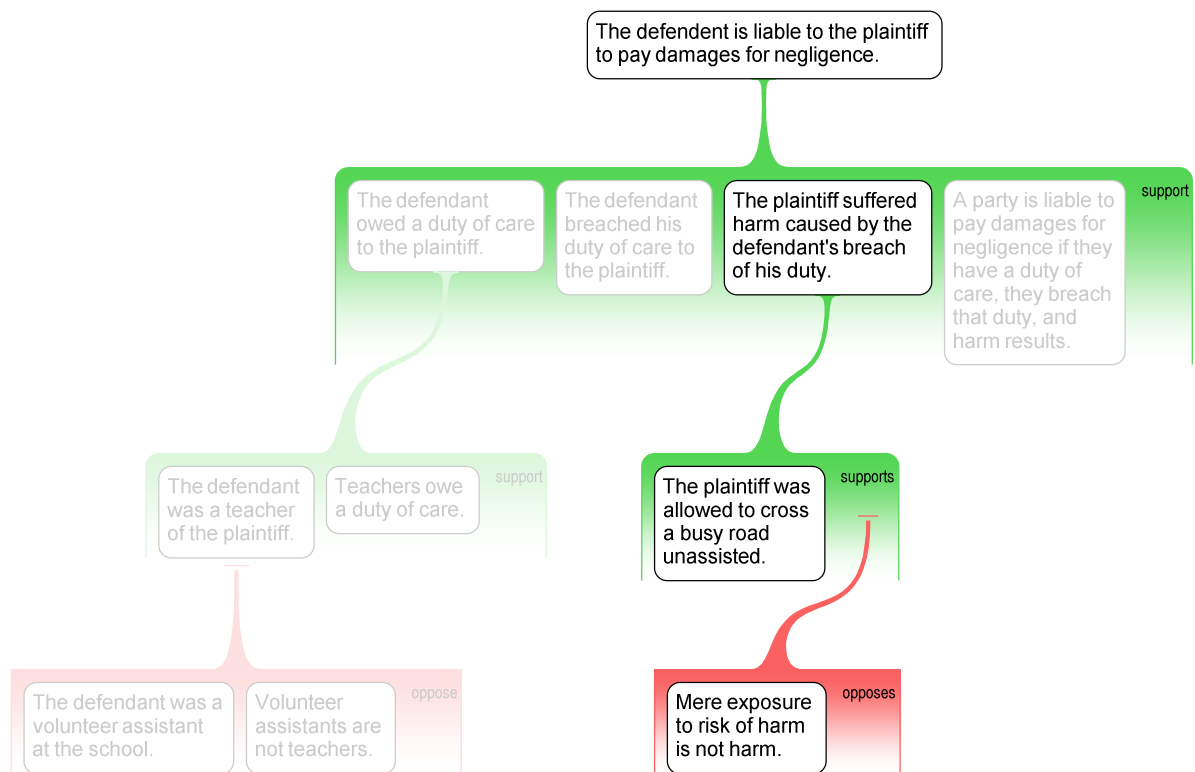 The defendent is liable to the plaintiff
to pay damages for negligence.
support
The defendant
owed a duty of care
to the plaintiff.
The defendant
breached his
duty of care to
the plaintiff.
The plaintiff suffered
harm caused by the
defendant's breach
of his duty.
A party is liable to
pay damages for
negligence if they
have a duty of
care, they breach
that duty, and
harm results.
support
The defendant
was a teacher
of the plaintiff.
Teachers owe
a duty of care.
supports
The plaintiff was
allowed to cross
a busy road
unassisted.
oppose
The defendant was a
volunteer assistant
at the school.
Volunteer
assistants are
not teachers.
opposes
Mere exposure
to risk of harm
is not harm.